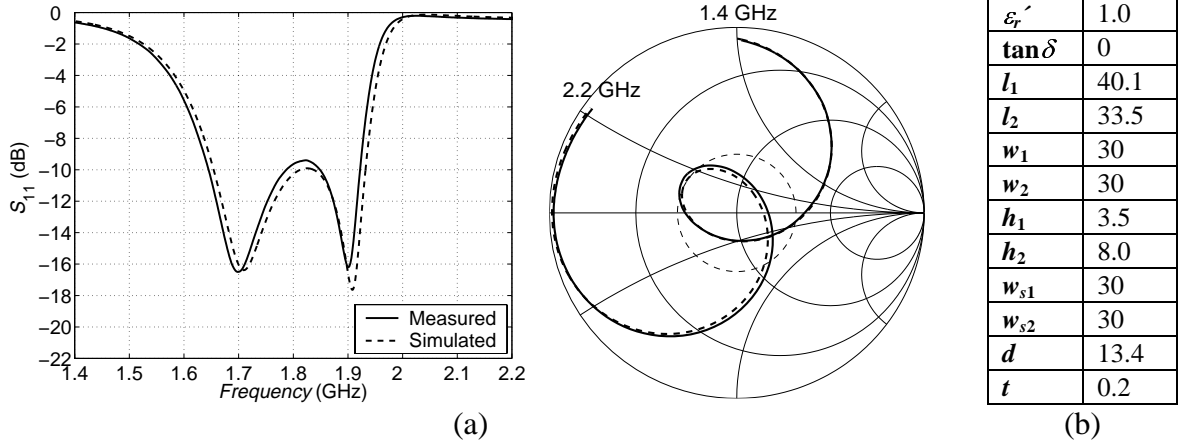 0
−2
−4
−6
−8
−10
−12
−14
−16
−18
−20
−22
S11 (dB)
1.4 1.5 1.6 1.7 1.8 1.9 2 2.1 2.2
Frequency (GHz)
Measured
Simulated
1.4 GHz
2.2 GHz
(a)
εr′ 1.0
tanδ 0
l1 40.1
l2 33.5
w1 30
w2 30
h1 3.5
h2 8.0
ws1 30
ws2 30
d 13.4
t 0.2
(b)